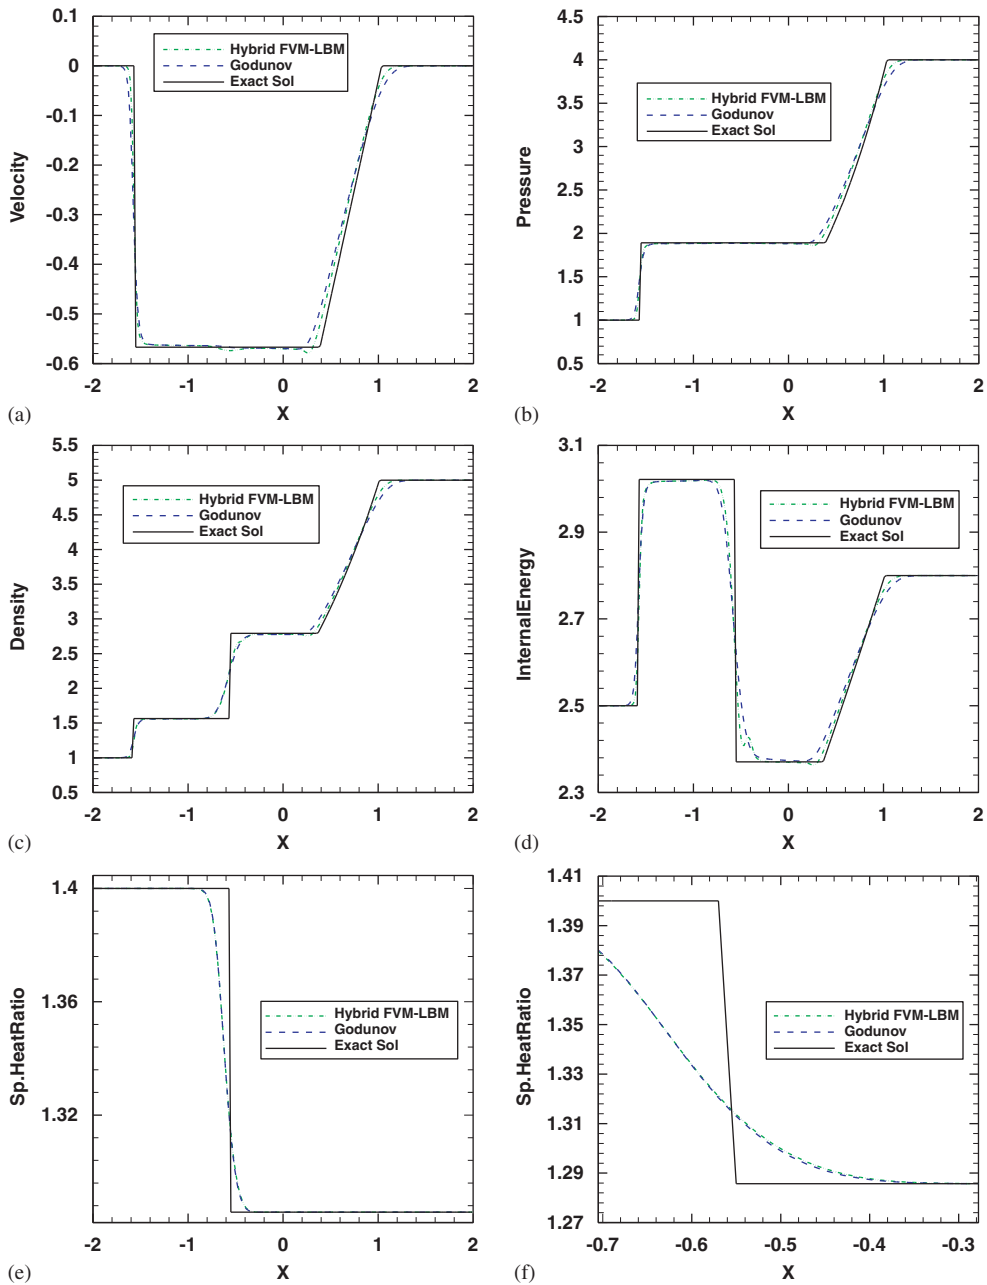 0.1
0
-0.1
-0.2
-0.3
-0.4
-0.5
-0.6
Velocity
Hybrid FVM-LBM
Godunov
Exact Sol
-2 -1 0 1 2
X
(a)
4.5
4
3.5
3
2.5
2
1.5
1
0.5
Pressure
Hybrid FVM-LBM
Godunov
Exact Sol
-2 -1 0 1 2
X
(b)
5.5
5
4.5
4
3.5
3
2.5
2
1.5
1
0.5
Density
Hybrid FVM-LBM
Godunov
Exact Sol
-2 -1 0 1 2
X
(c)
3.1
2.9
2.7
2.5
2.3
InternalEnergy
Hybrid FVM-LBM
Godunov
Exact Sol
-2 -1 0 1 2
X
(d)
1.4
1.36
1.32
Sp.HeatRatio
Hybrid FVM-LBM
Godunov
Exact Sol
-2 -1 0 1 2
X
(e)
1.41
1.39
1.37
1.35
1.33
1.31
1.29
1.27
Sp.HeatRatio
Hybrid FVM-LBM
Godunov
Exact Sol
-0.7 -0.6 -0.5 -0.4 -0.3
X
(f)